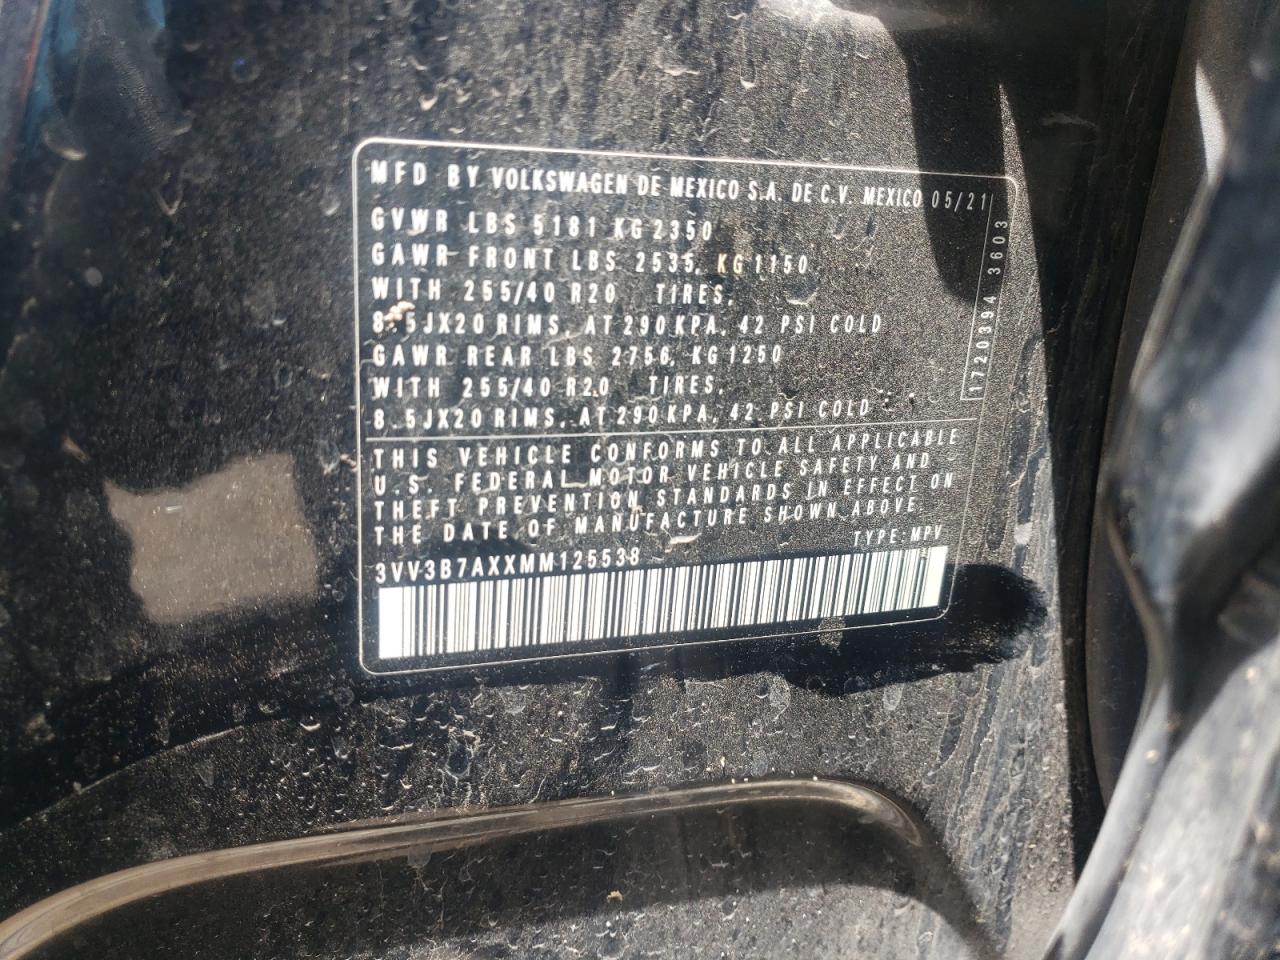 MFD BY VOLKSWAGEN DE MEXICO S.A. DE C.V. MEXICO 05/21
GVWR LBS 5181 KG 2350
GAWR FRONT LBS 2535, KG 1150
WITH 255/40 R20 TIRES,
8.5JX20 RIMS, AT 290 KPA, 42 PSI COLD
GAWR REAR LBS 2756, KG 1250
WITH 255/40 R20 TIRES,
8.5JX20 RIMS, AT 290 KPA, 42 PSI COLD
1720394 3603
THIS VEHICLE CONFORMS TO ALL APPLICABLE
U.S. FEDERAL MOTOR VEHICLE SAFETY AND
THEFT PREVENTION STANDARDS IN EFFECT ON
THE DATE OF MANUFACTURE SHOWN ABOVE.
TYPE: MPV
3VV3B7AXXMM125538